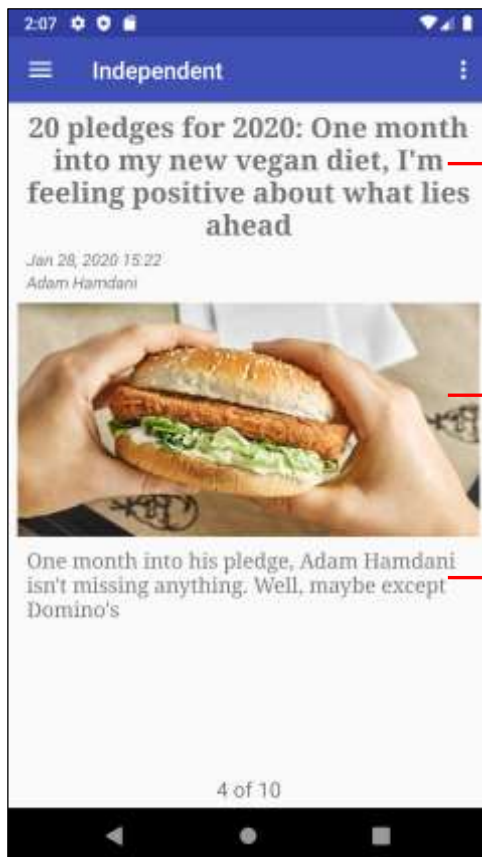 2:07
Independent
20 pledges for 2020: One month
into my new vegan diet, I'm
feeling positive about what lies
ahead
Jan 28, 2020 15:22
Adam Hamdani
One month into his pledge, Adam Hamdani
isn't missing anything. Well, maybe except
Domino's
4 of 10